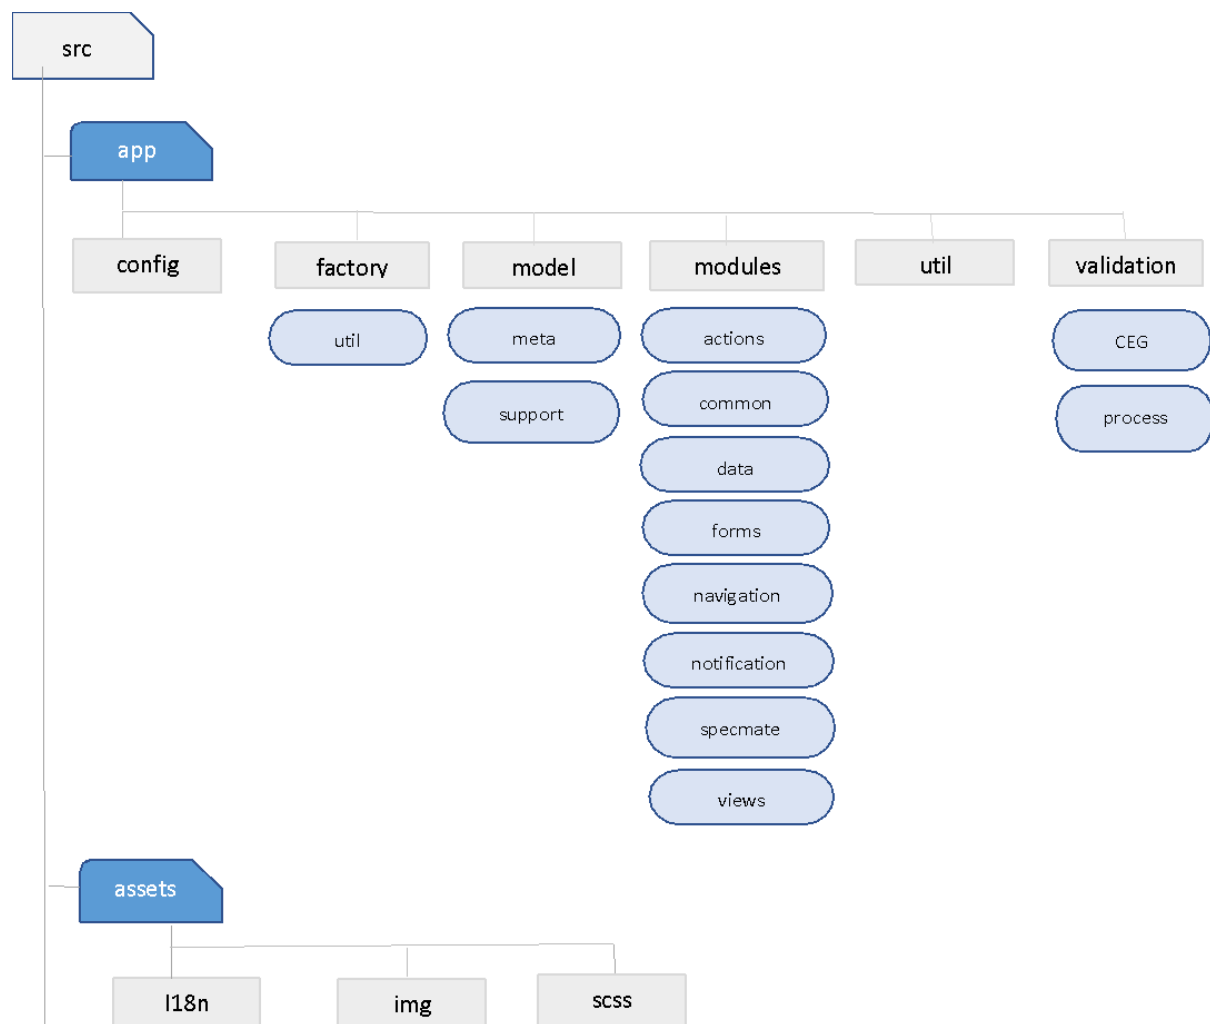 src
app
config
factory
model
modules
util
validation
util
meta
actions
CEG
support
common
process
data
forms
navigation
notification
specmate
views
assets
I18n
img
scss